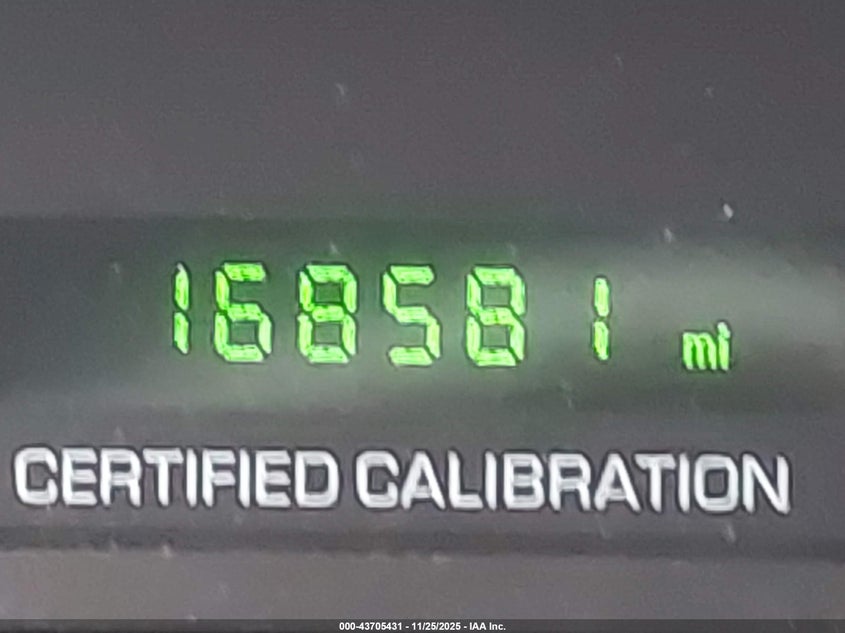 168581 mi
CERTIFIED CALIBRATION
000-43705431 - 11/25/2025 - IAA Inc.